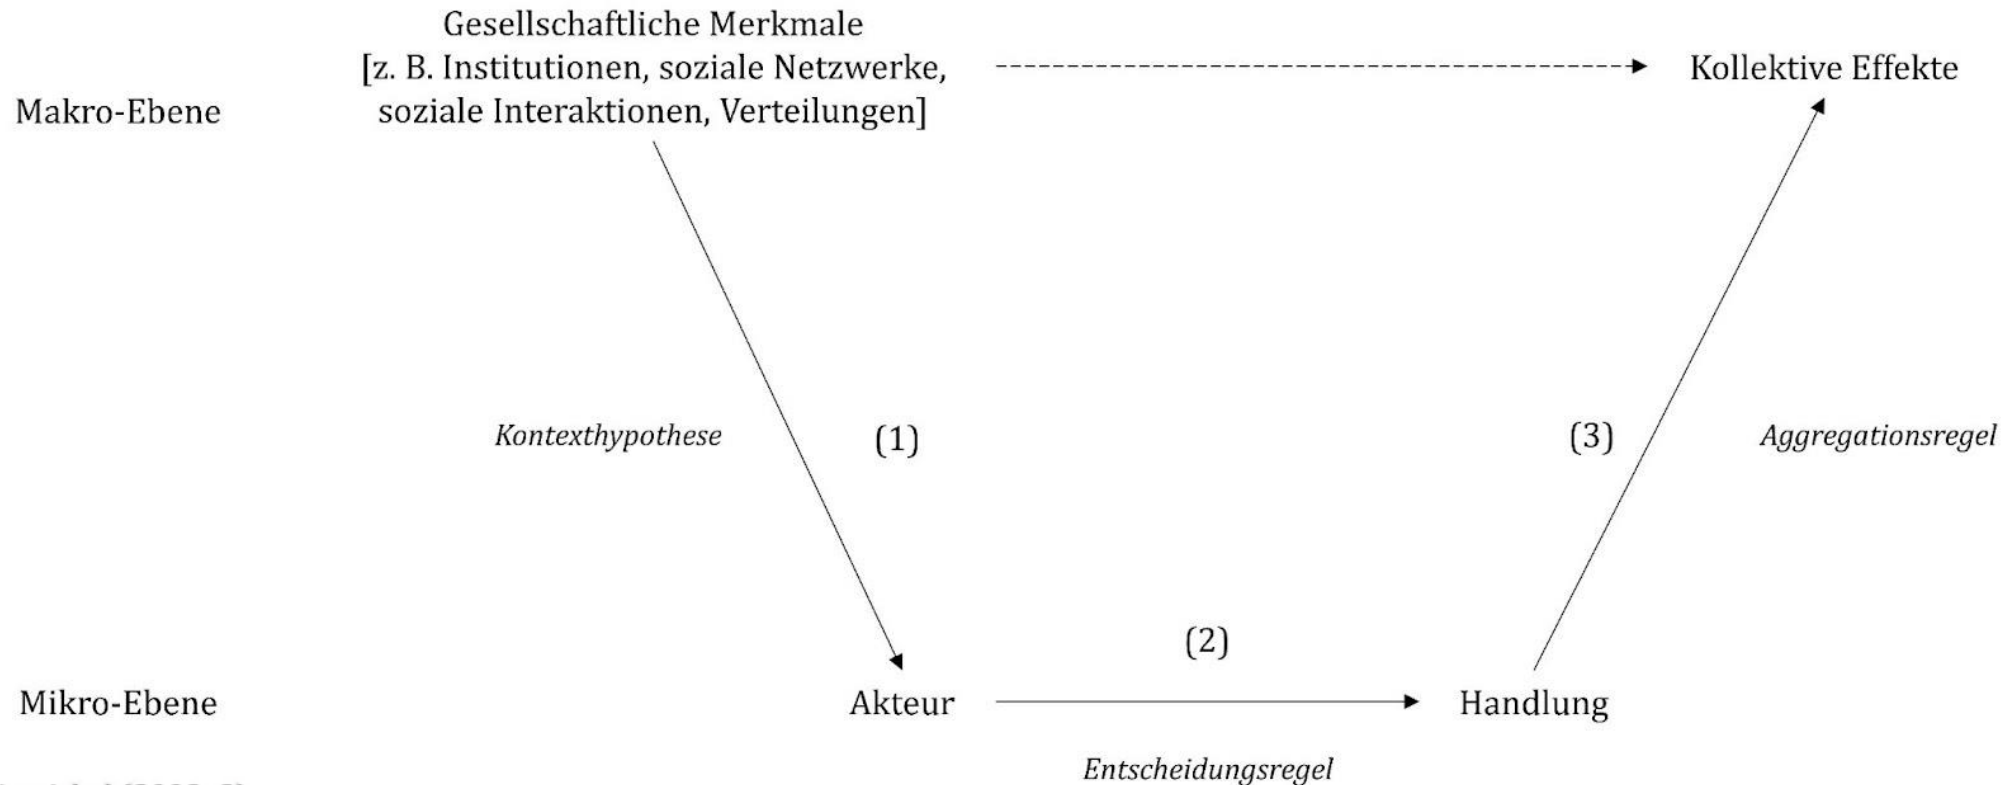 Gesellschaftliche Merkmale
[z. B. Institutionen, soziale Netzwerke,
soziale Interaktionen, Verteilungen]
Kollektive Effekte
Makro-Ebene
Kontexthypothese
(1)
(3)
Aggregationsregel
(2)
Mikro-Ebene
Akteur
Handlung
Entscheidungsregel